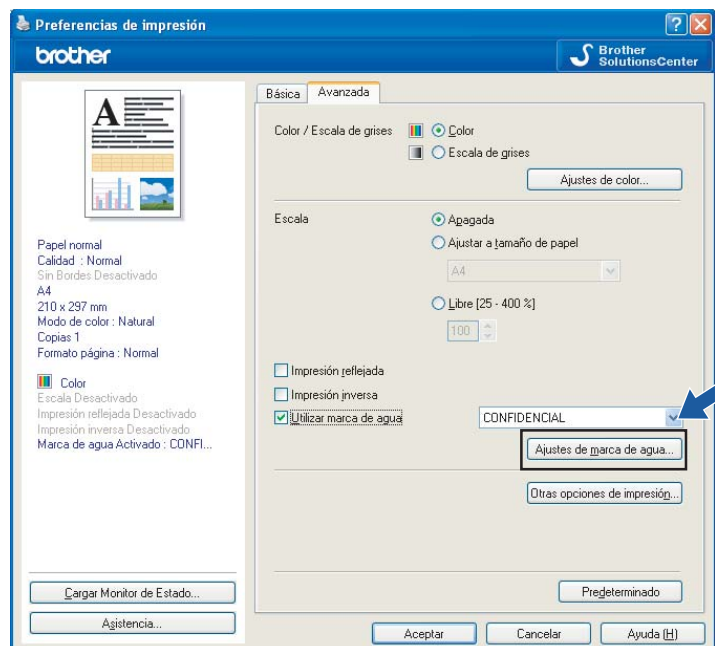 Preferencias de impresión
brother
Brother
SolutionsCenter
Básica
Avanzada
A
Papel normal
Calidad : Normal
Sin Bordes Desactivado
A4
210 x 297 mm
Modo de color : Natural
Copias 1
Formato página : Normal
Color
Escala Desactivado
Impresión reflejada Desactivado
Impresión inversa Desactivado
Marca de agua Activado : CONFI...
Cargar Monitor de Estado...
Asistencia...
Color / Escala de grises
Color
Escala de grises
Ajustes de color...
Escala
Apagada
Ajustar a tamaño de papel
A4
Libre [25 - 400 %]
100
Impresión reflejada
Impresión inversa
Utilizar marca de agua
CONFIDENCIAL
Ajustes de marca de agua...
Otras opciones de impresión...
Predeterminado
Aceptar
Cancelar
Ayuda (H)